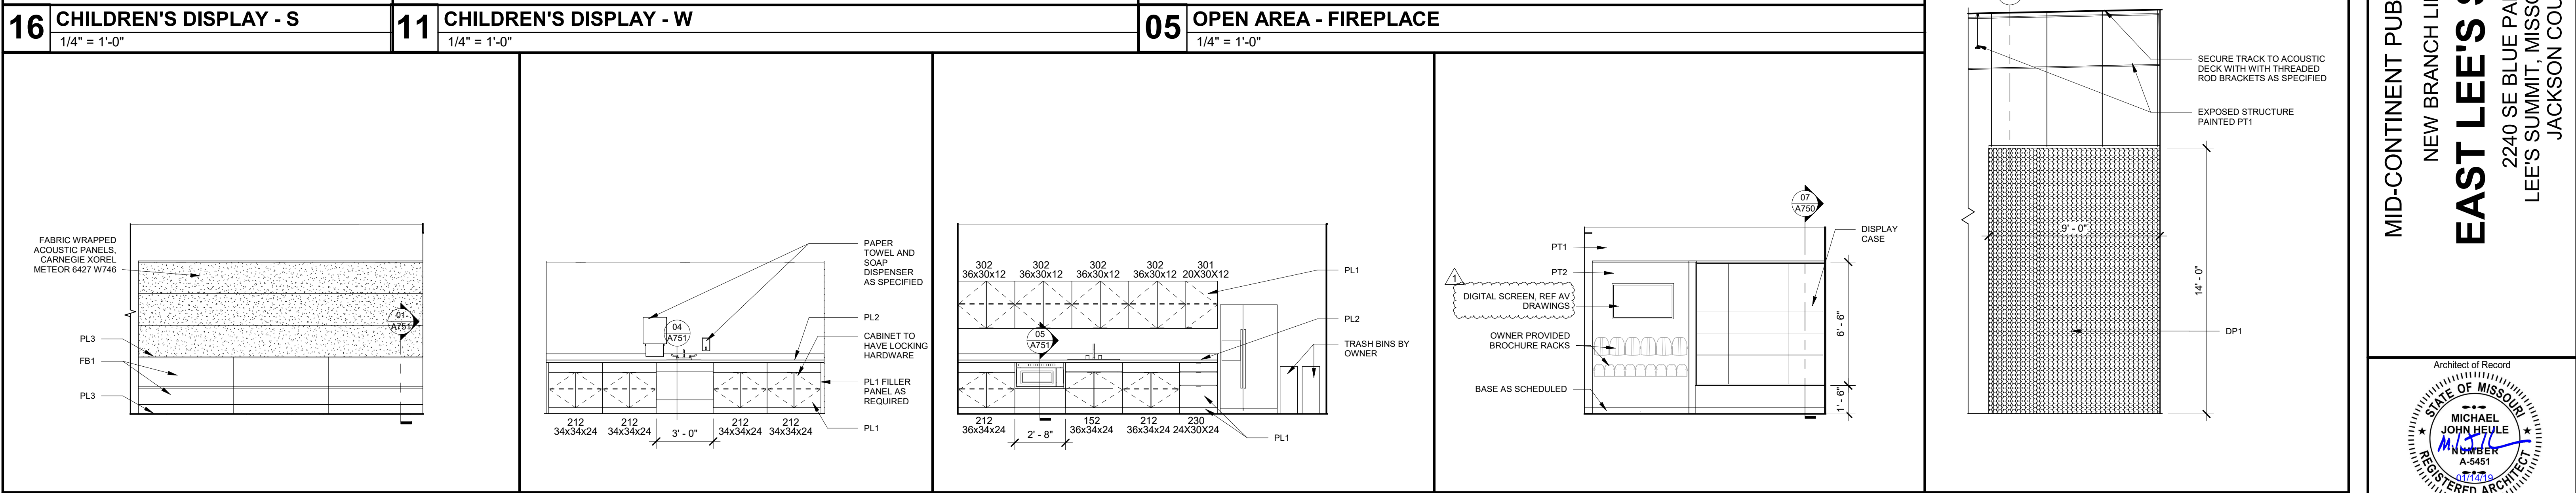 16 CHILDREN'S DISPLAY - S
1/4" = 1'-0"
11 CHILDREN'S DISPLAY - W
1/4" = 1'-0"
05 OPEN AREA - FIREPLACE
1/4" = 1'-0"
FABRIC WRAPPED
ACOUSTIC PANELS,
CARNEGIE XOREL
METEOR 6427 W746
PL3
FB1
PL3
01
A751
PAPER
TOWEL AND
SOAP
DISPENSER
AS SPECIFIED
04
A751
PL2
CABINET TO
HAVE LOCKING
HARDWARE
PL1 FILLER
PANEL AS
REQUIRED
PL1
212
34x34x24
212
34x34x24
3' - 0"
212
34x34x24
212
34x34x24
302
36x30x12
302
36x30x12
302
36x30x12
302
36x30x12
301
20X30X12
PL1
05
A751
PL2
TRASH BINS BY
OWNER
212
36x34x24
2' - 8"
152
36x34x24
212
36x34x24
230
24X30X24
PL1
07
A750
DISPLAY
CASE
PT1
PT2
1
DIGITAL SCREEN, REF AV
DRAWINGS
OWNER PROVIDED
BROCHURE RACKS
BASE AS SCHEDULED
6' - 6"
1' - 6"
SECURE TRACK TO ACOUSTIC
DECK WITH WITH THREADED
ROD BRACKETS AS SPECIFIED
EXPOSED STRUCTURE
PAINTED PT1
9' - 0"
14' - 0"
DP1
MID-CONTINENT PUB
NEW BRANCH LI
EAST LEE'S
2240 SE BLUE PA
LEE'S SUMMIT, MISSO
JACKSON COU
Architect of Record
STATE OF MISSOURI
MICHAEL
JOHN HEULE
NUMBER
A-5451
01/14/19
REGISTERED ARCHITECT